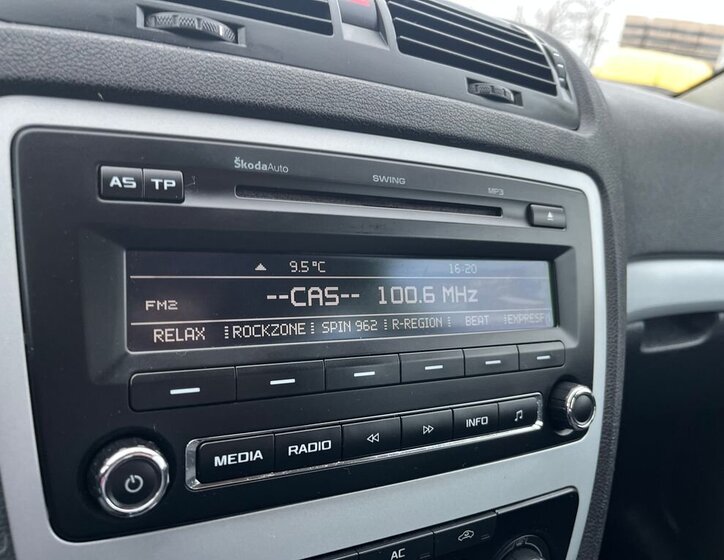 ŠkodaAuto
SWING
MP3
AS TP
9.5°C 16:20
FM2 --CAS-- 100.6 MHz
RELAX ROCKZONE SPIN 962 R-REGION BEAT EXPRESF
MEDIA RADIO INFO
AC